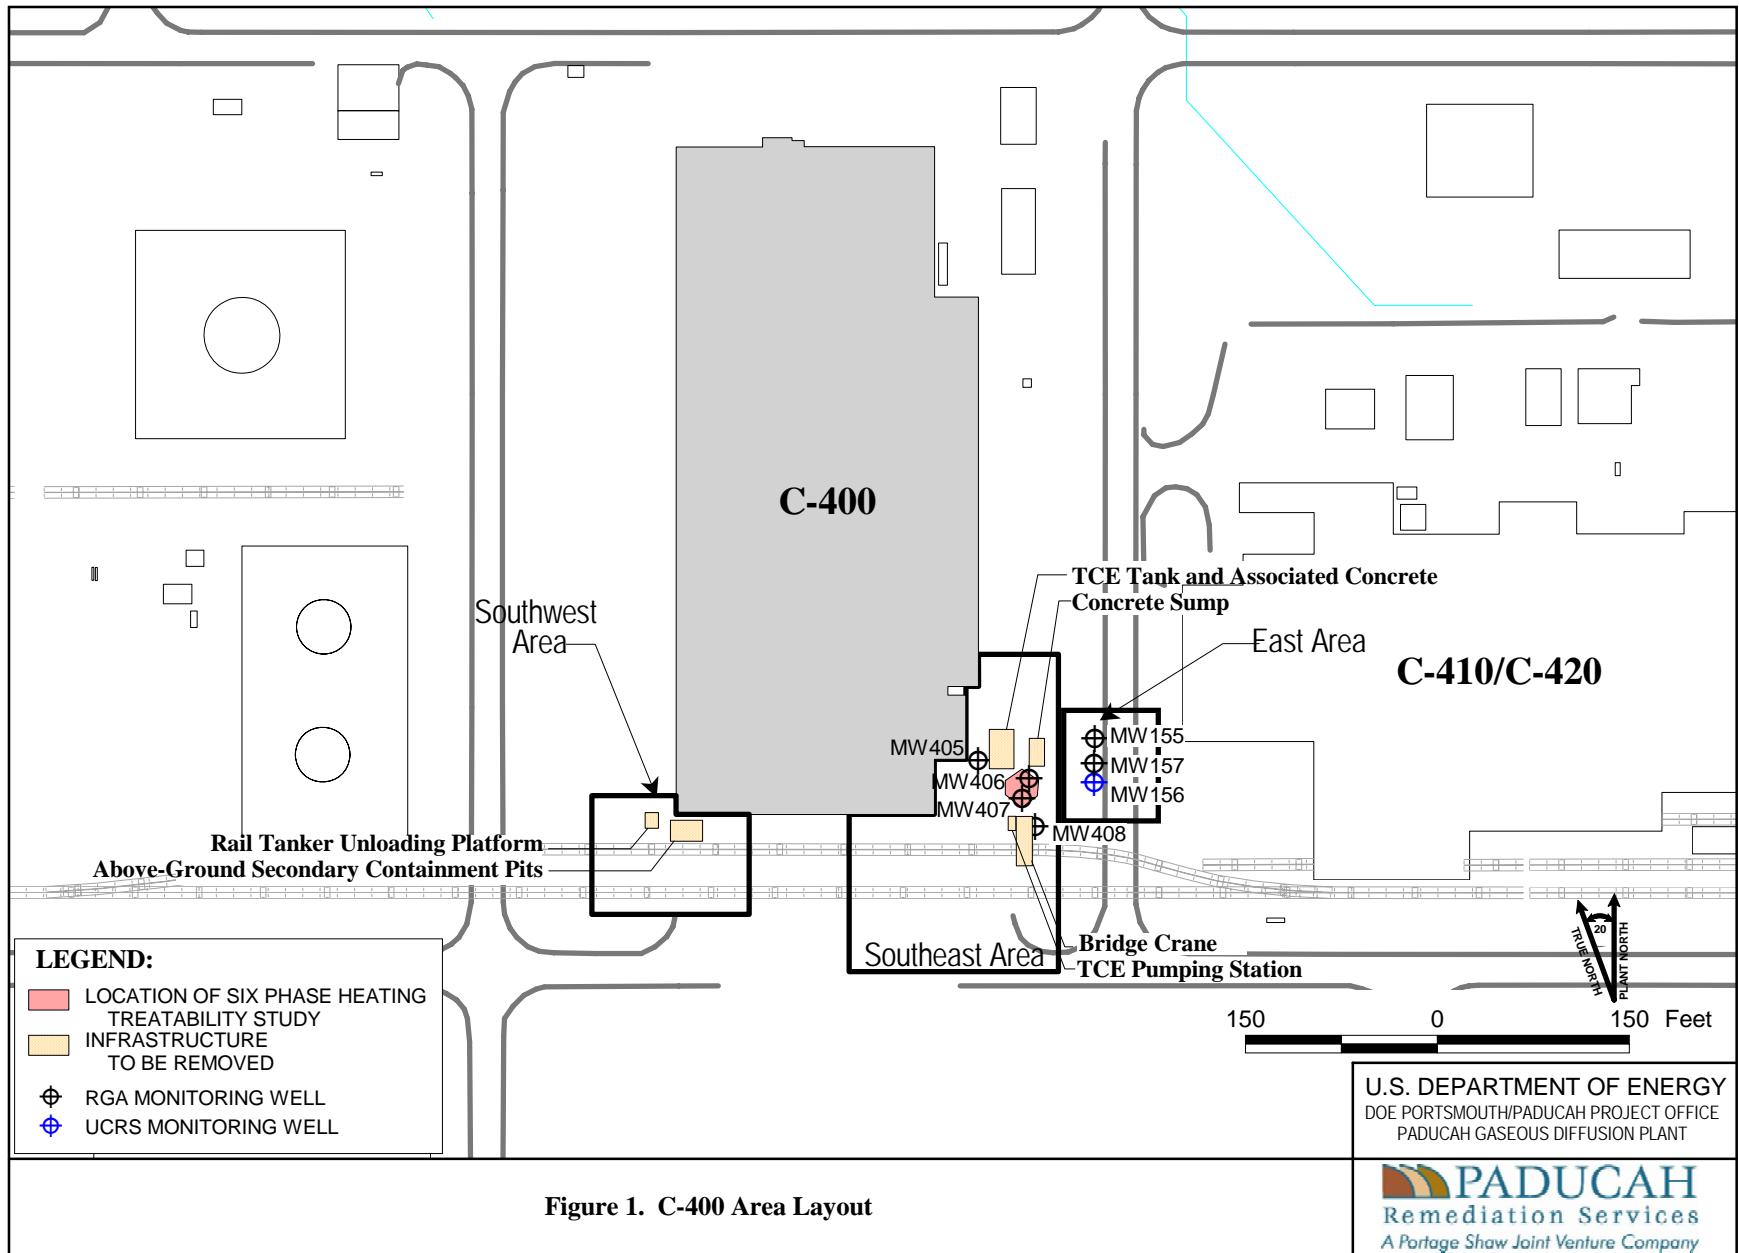 C-400
TCE Tank and Associated Concrete
Concrete Sump
Southwest
Area
East Area
C-410/C-420
MW155
MW405
MW157
MW406
MW156
MW407
MW408
Rail Tanker Unloading Platform
Above-Ground Secondary Containment Pits
Southeast Area
Bridge Crane
TCE Pumping Station
20
TRUE NORTH
PLANT NORTH
LEGEND:
LOCATION OF SIX PHASE HEATING
TREATABILITY STUDY
INFRASTRUCTURE
TO BE REMOVED
RGA MONITORING WELL
UCRS MONITORING WELL
150 0 150 Feet
U.S. DEPARTMENT OF ENERGY
DOE PORTSMOUTH/PADUCAH PROJECT OFFICE
PADUCAH GASEOUS DIFFUSION PLANT
Figure 1. C-400 Area Layout
PADUCAH
Remediation Services
A Portage Shaw Joint Venture Company